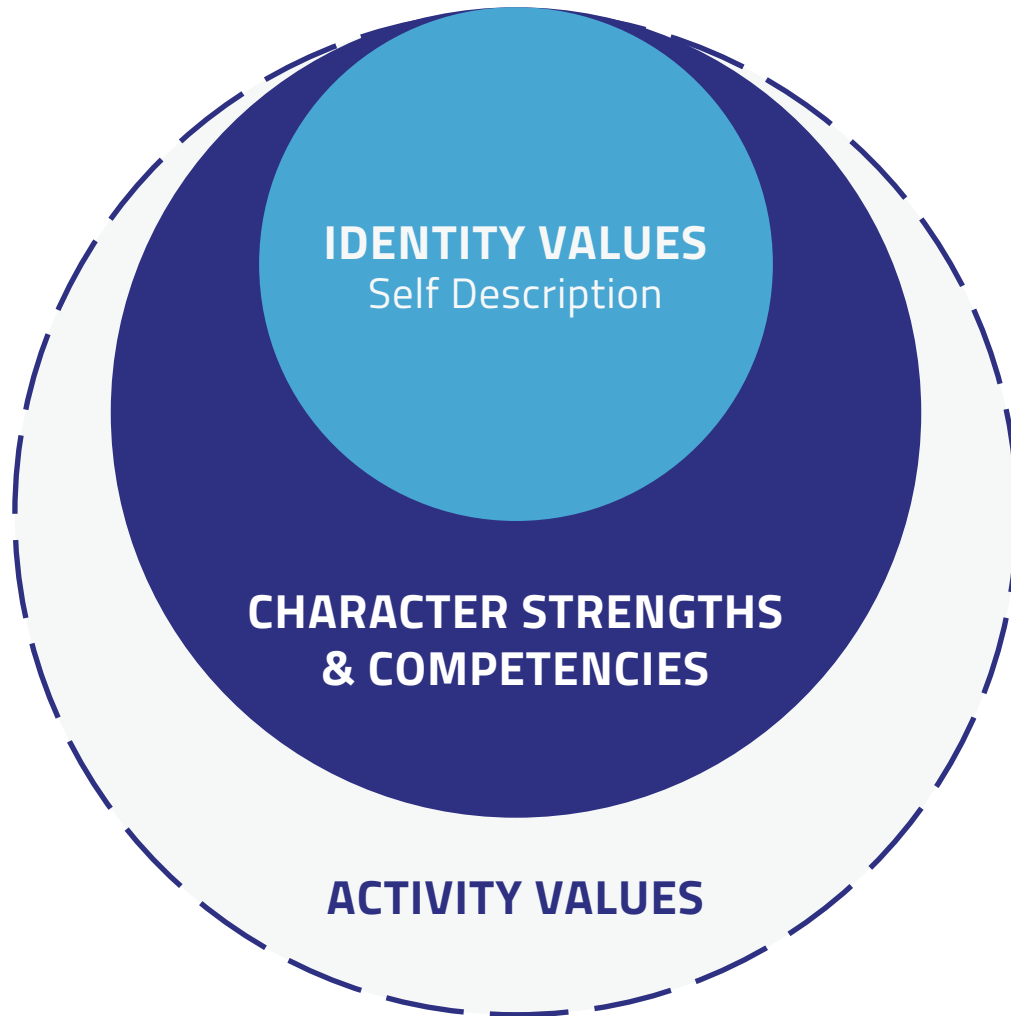 IDENTITY VALUES
Self Description
CHARACTER STRENGTHS
& COMPETENCIES
ACTIVITY VALUES